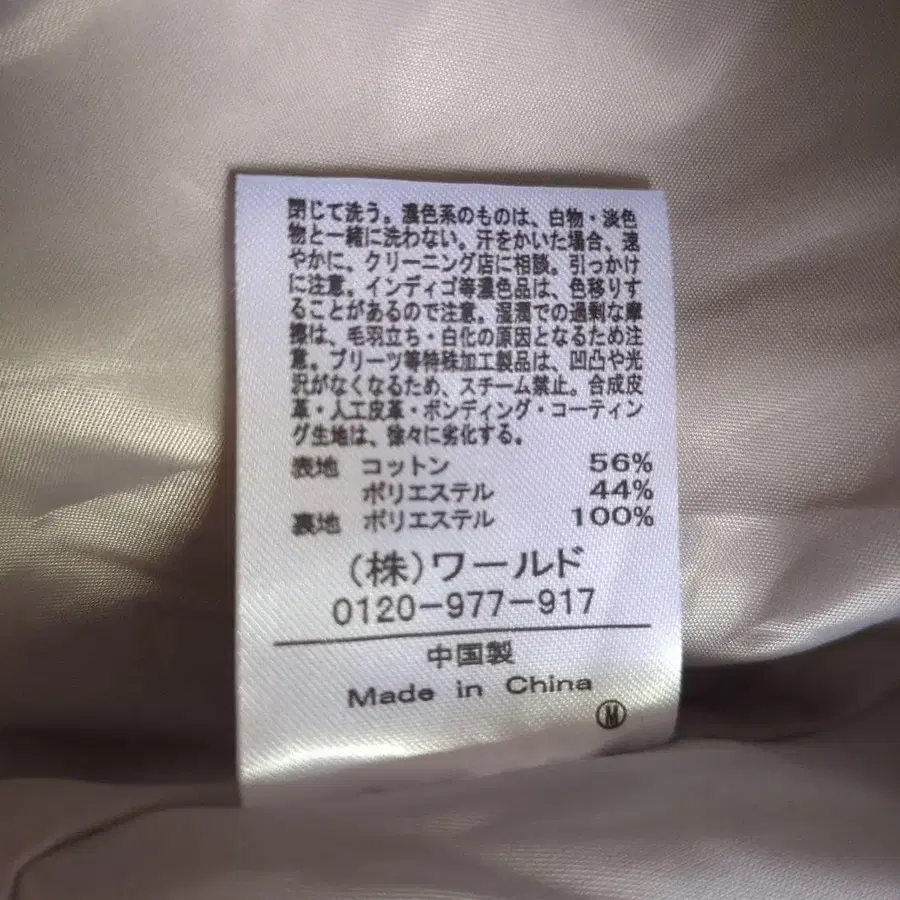 閉じて洗う。濃色系のものは、白物・淡色
物と一緒に洗わない。汗をかいた場合、速
やかに、クリーニング店に相談。引っかけ
に注意。インディゴ等濃色品は、色移りす
ることがあるので注意。湿潤での過剰な摩
擦は、毛羽立ち・白化の原因となるため注
意。プリーツ等特殊加工製品は、凹凸や光
沢がなくなるため、スチーム禁止。合成皮
革・人工皮革・ボンディング・コーティン
グ生地は、徐々に劣化する。
表地 コットン 56%
ポリエステル 44%
裏地 ポリエステル 100%
(株)ワールド
0120-977-917
中国製
Made in China
M